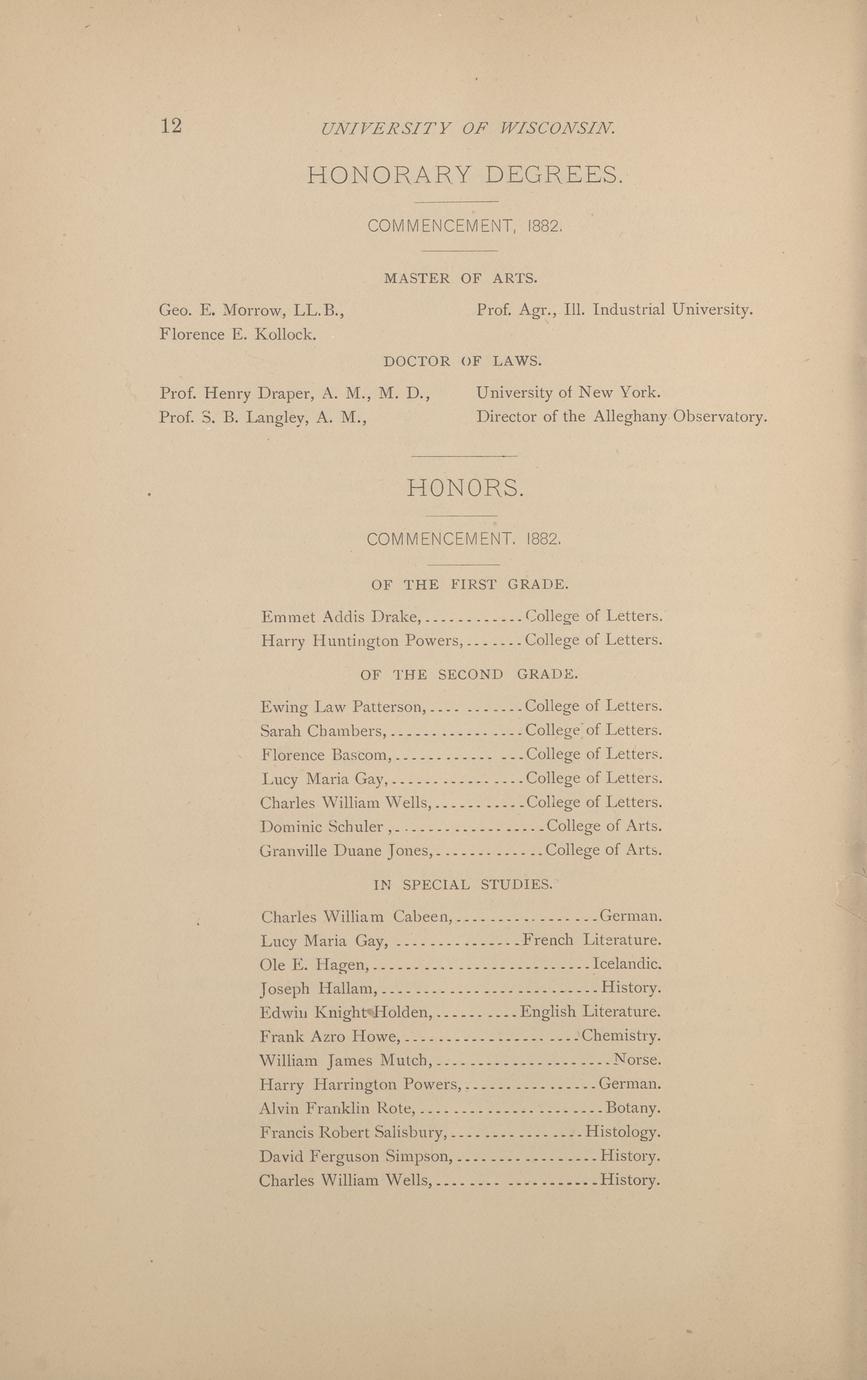 12
UNIVERSITY OF WISCONSIN.
HONORARY DEGREES.
COMMENCEMENT, 1882.
MASTER OF ARTS.
Geo. E. Morrow, LL.B., Prof. Agr., Ill. Industrial University.
Florence E. Kollock.
DOCTOR OF LAWS.
Prof. Henry Draper, A. M., M. D., University of New York.
Prof. S. B. Langley, A. M., Director of the Alleghany Observatory.
HONORS.
COMMENCEMENT. 1882.
OF THE FIRST GRADE.
Emmet Addis Drake,------------College of Letters.
Harry Huntington Powers,-------College of Letters.
OF THE SECOND GRADE.
Ewing Law Patterson,---- -------College of Letters.
Sarah Chambers,----------------College of Letters.
Florence Bascom,------------ ---College of Letters.
Lucy Maria Gay,----------------College of Letters.
Charles William Wells,-----------College of Letters.
Dominic Schuler ,------------------College of Arts.
Granville Duane Jones,-------------College of Arts.
IN SPECIAL STUDIES.
Charles William Cabeen,-----------------German.
Lucy Maria Gay, ---------------French Literature.
Ole E. Hagen,--------------------------Icelandic.
Joseph Hallam,--------------------------History.
Edwin Knight Holden,----------English Literature.
Frank Azro Howe,----------------- ----Chemistry.
William James Mutch,---------------------Norse.
Harry Harrington Powers,----------------German.
Alvin Franklin Rote,----------------------Botany.
Francis Robert Salisbury,----------------Histology.
David Ferguson Simpson,-----------------History.
Charles William Wells,-------- -----------History.